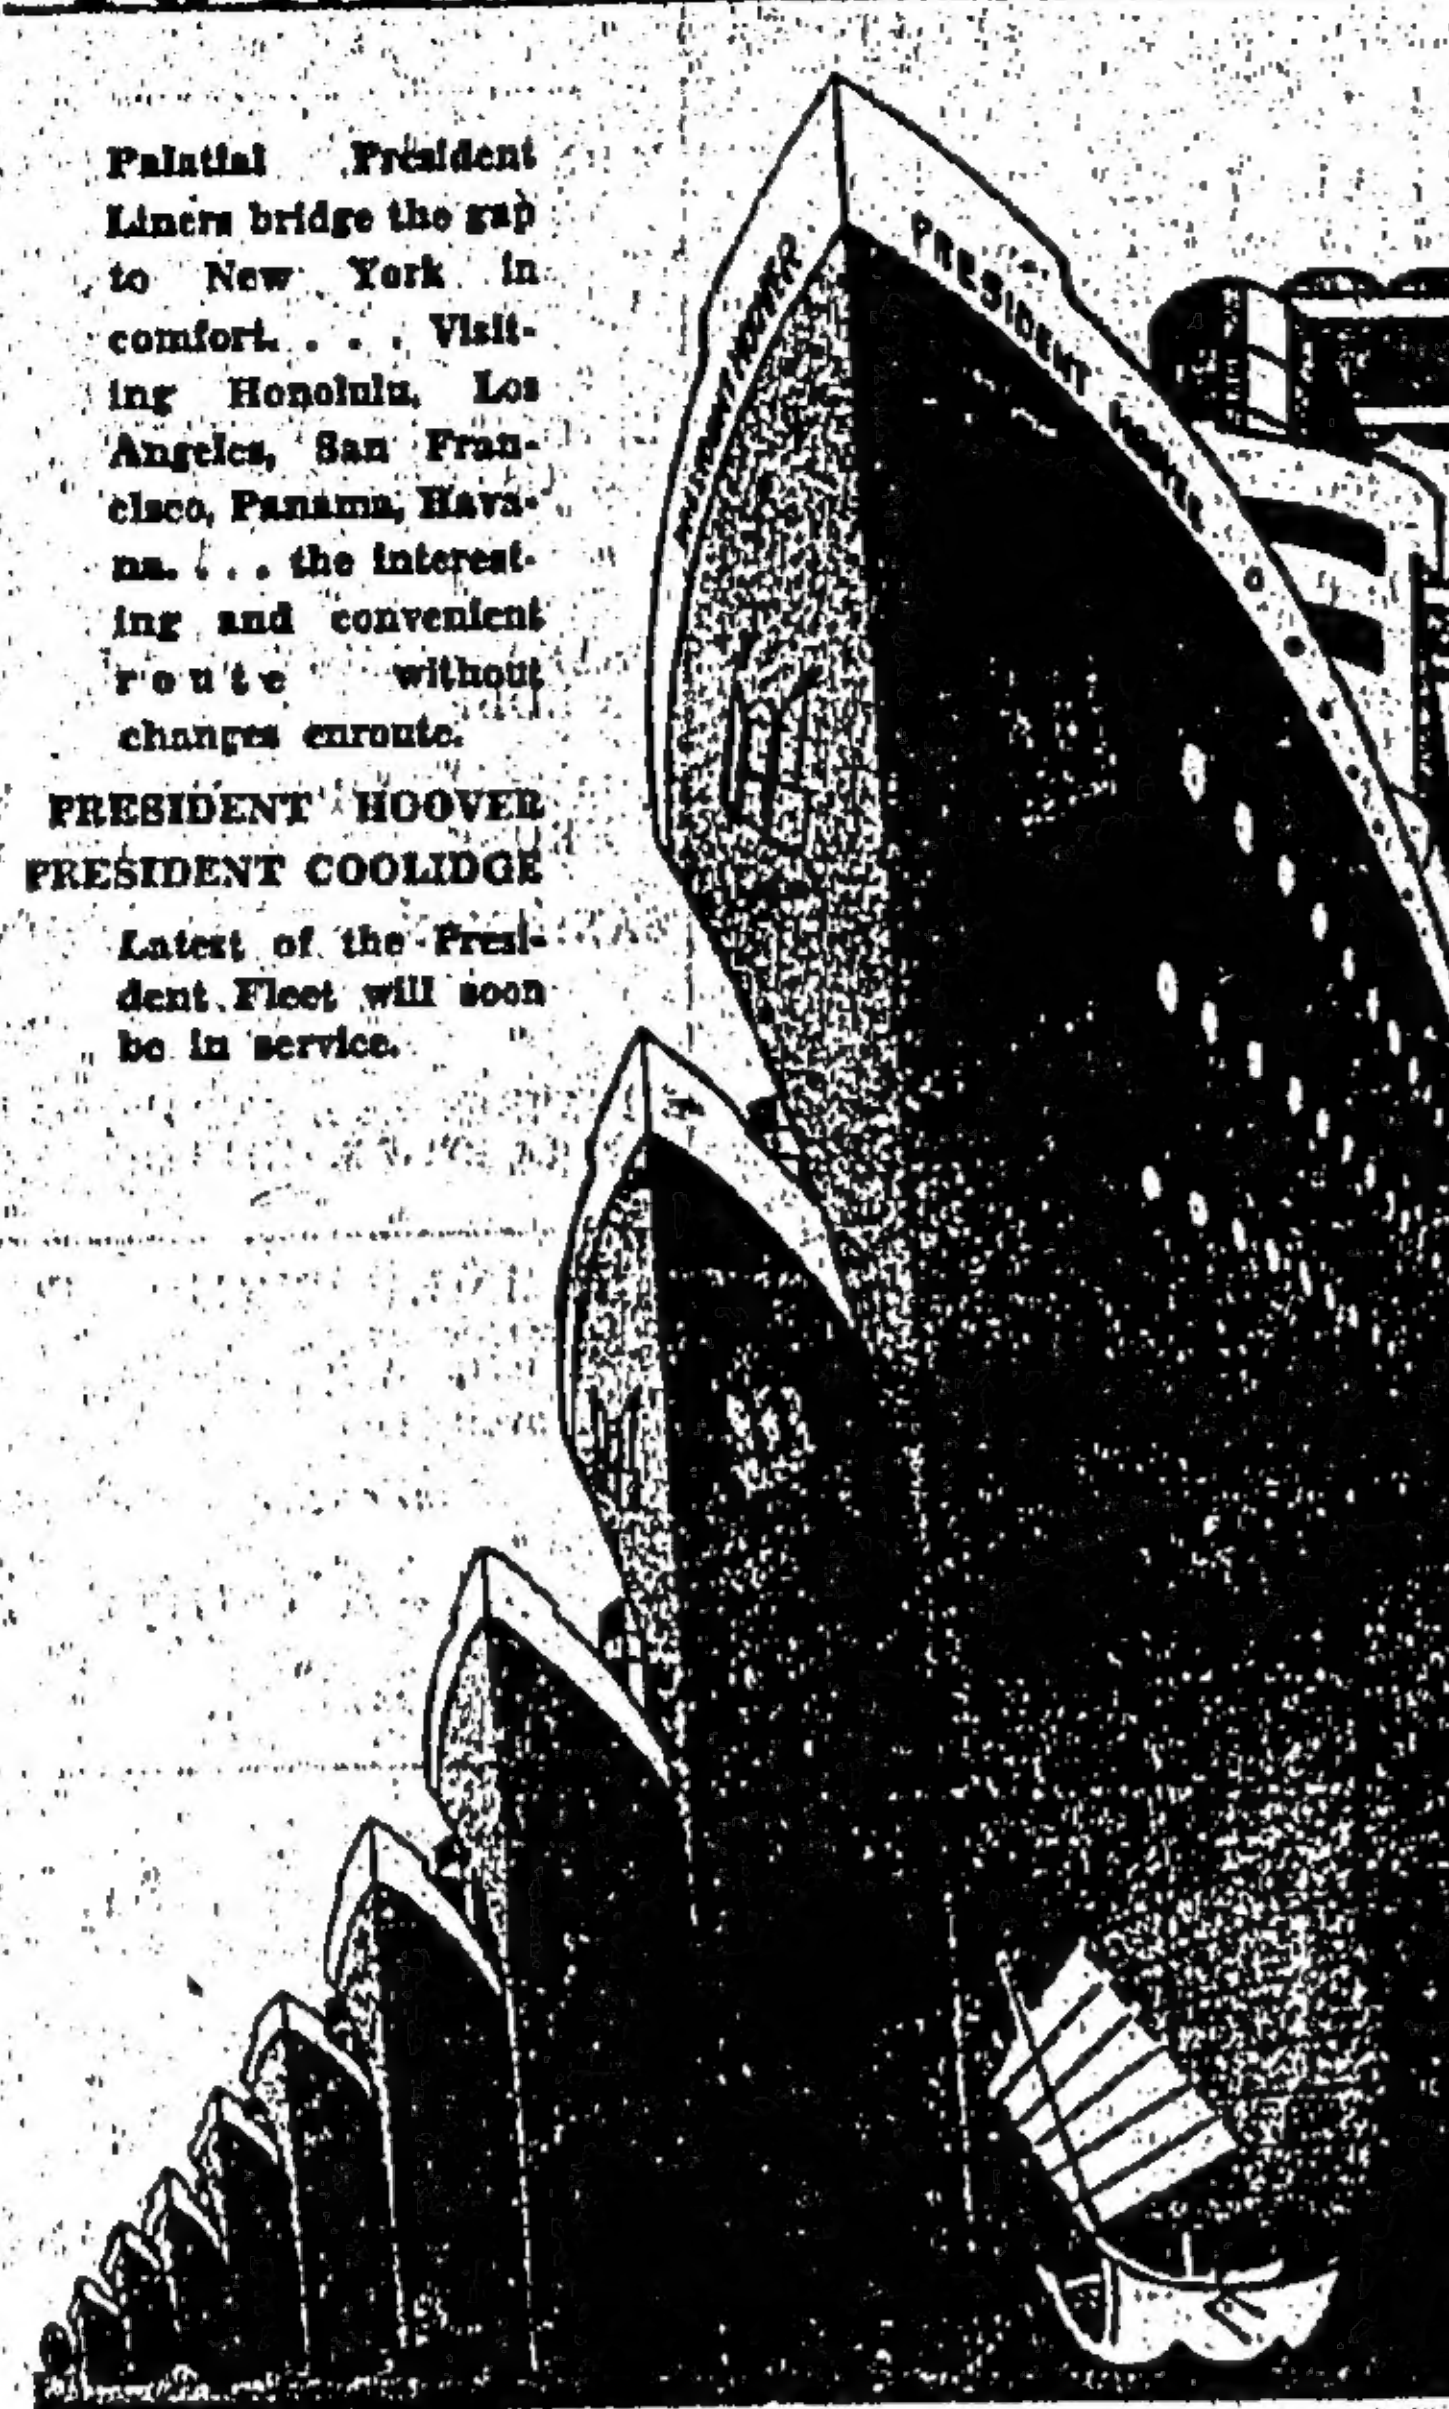 Palatial President
Liners bridge the gap
to New York in
comfort. . . . Visit-
ing Honolulu, Los
Angeles, San Fran-
cisco, Panama, Hava-
na. . . . the interest-
ing and convenient
route without
changes enroute.
PRESIDENT HOOVER
PRESIDENT COOLIDGE
Latest of the Presi-
dent Fleet will soon
be in service.
PRESIDENT HOOVER
PRESIDENT HOOVER